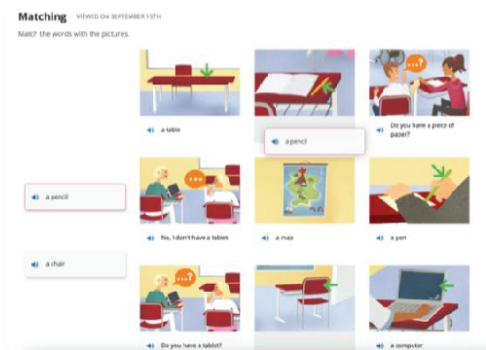 Matching VIEWED ON SEPTEMBER 15TH
Match the words with the pictures.
...?
a table
a pencil
Do you have a piece of
paper?
...
a pencil
No, I don't have a tablet
a map
a pen
a chair
...?
Do you have a tablet?
a computer